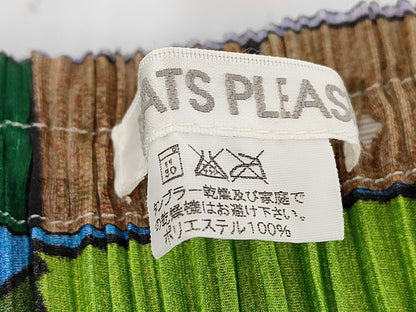 ATS PLEAS
中
30
タンブラー乾燥及び家庭で
の乾燥機はお避け下さい。
ポリエステル100%